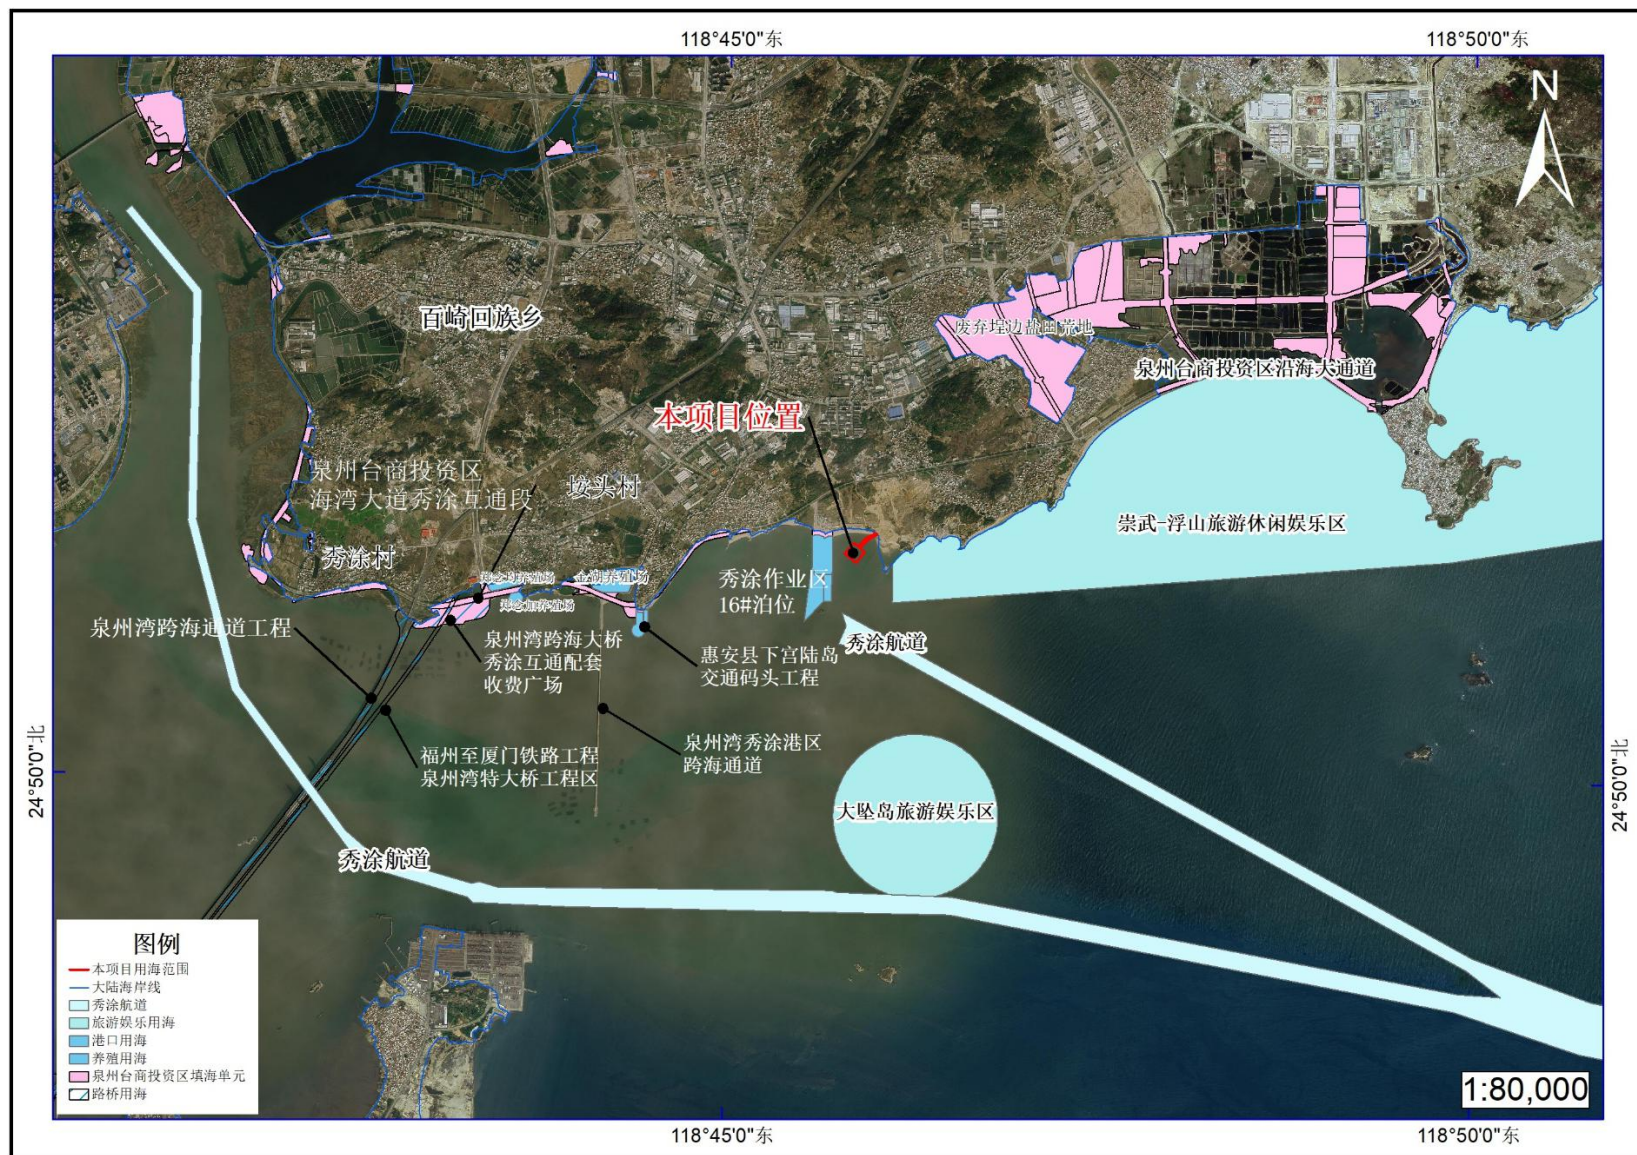 118°45'0"东
118°50'0"东
N
百崎回族乡
废弃埕边盐田荒地
泉州台商投资区沿海大通道
本项目位置
泉州台商投资区
海湾大道秀涂互通段
垵头村
崇武-浮山旅游休闲娱乐区
秀涂村
金湖养殖场
秀涂作业区
16#泊位
泉州湾跨海通道工程
泉州湾跨海大桥
秀涂互通配套
收费广场
惠安县下宫陆岛
交通码头工程
秀涂航道
福州至厦门铁路工程
泉州湾特大桥工程区
泉州湾秀涂港区
跨海通道
24°50'0"北
24°50'0"北
大坠岛旅游娱乐区
秀涂航道
图例
本项目用海范围
大陆海岸线
秀涂航道
旅游娱乐用海
港口用海
养殖用海
泉州台商投资区填海单元
路桥用海
1:80,000
118°45'0"东
118°50'0"东